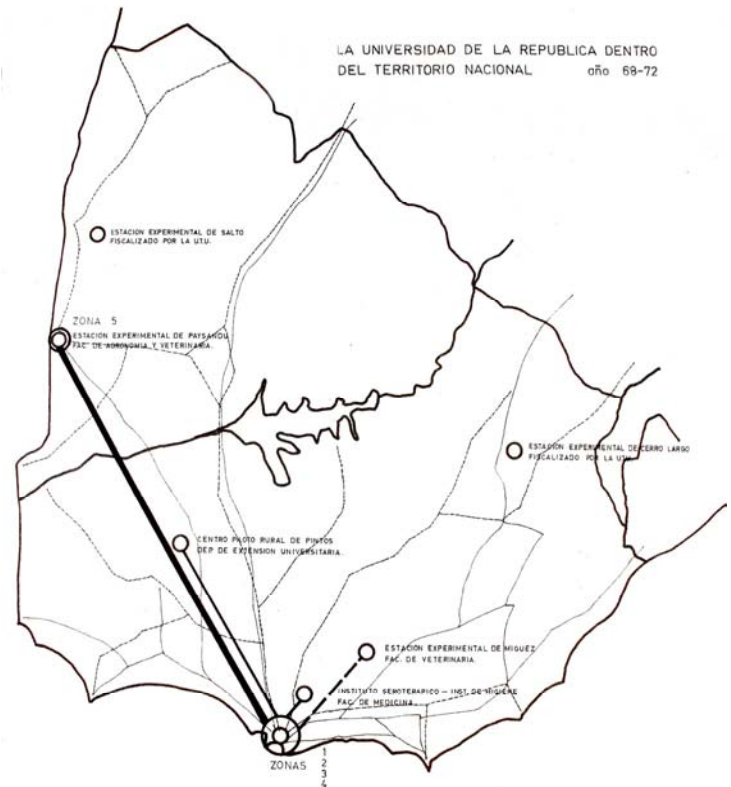 LA UNIVERSIDAD DE LA REPUBLICA DENTRO
DEL TERRITORIO NACIONAL año 68-72
ESTACION EXPERIMENTAL DE SALTO
FISCALIZADO POR LA U.T.U.
ZONA 5
ESTACION EXPERIMENTAL DE PAYSANDU
FAC. DE AGRONOMIA Y VETERINARIA.
ESTACION EXPERIMENTAL DE CERRO LARGO
FISCALIZADO POR LA U.T.U.
CENTRO PILOTO RURAL DE PINTOS
DEP. DE EXTENSION UNIVERSITARIA.
ESTACION EXPERIMENTAL DE MIGUEZ
FAC. DE VETERINARIA.
INSTITUTO SEROTERAPICO - INST. DE HIGIENE
FAC. DE MEDICINA.
ZONAS 1
2
3
4